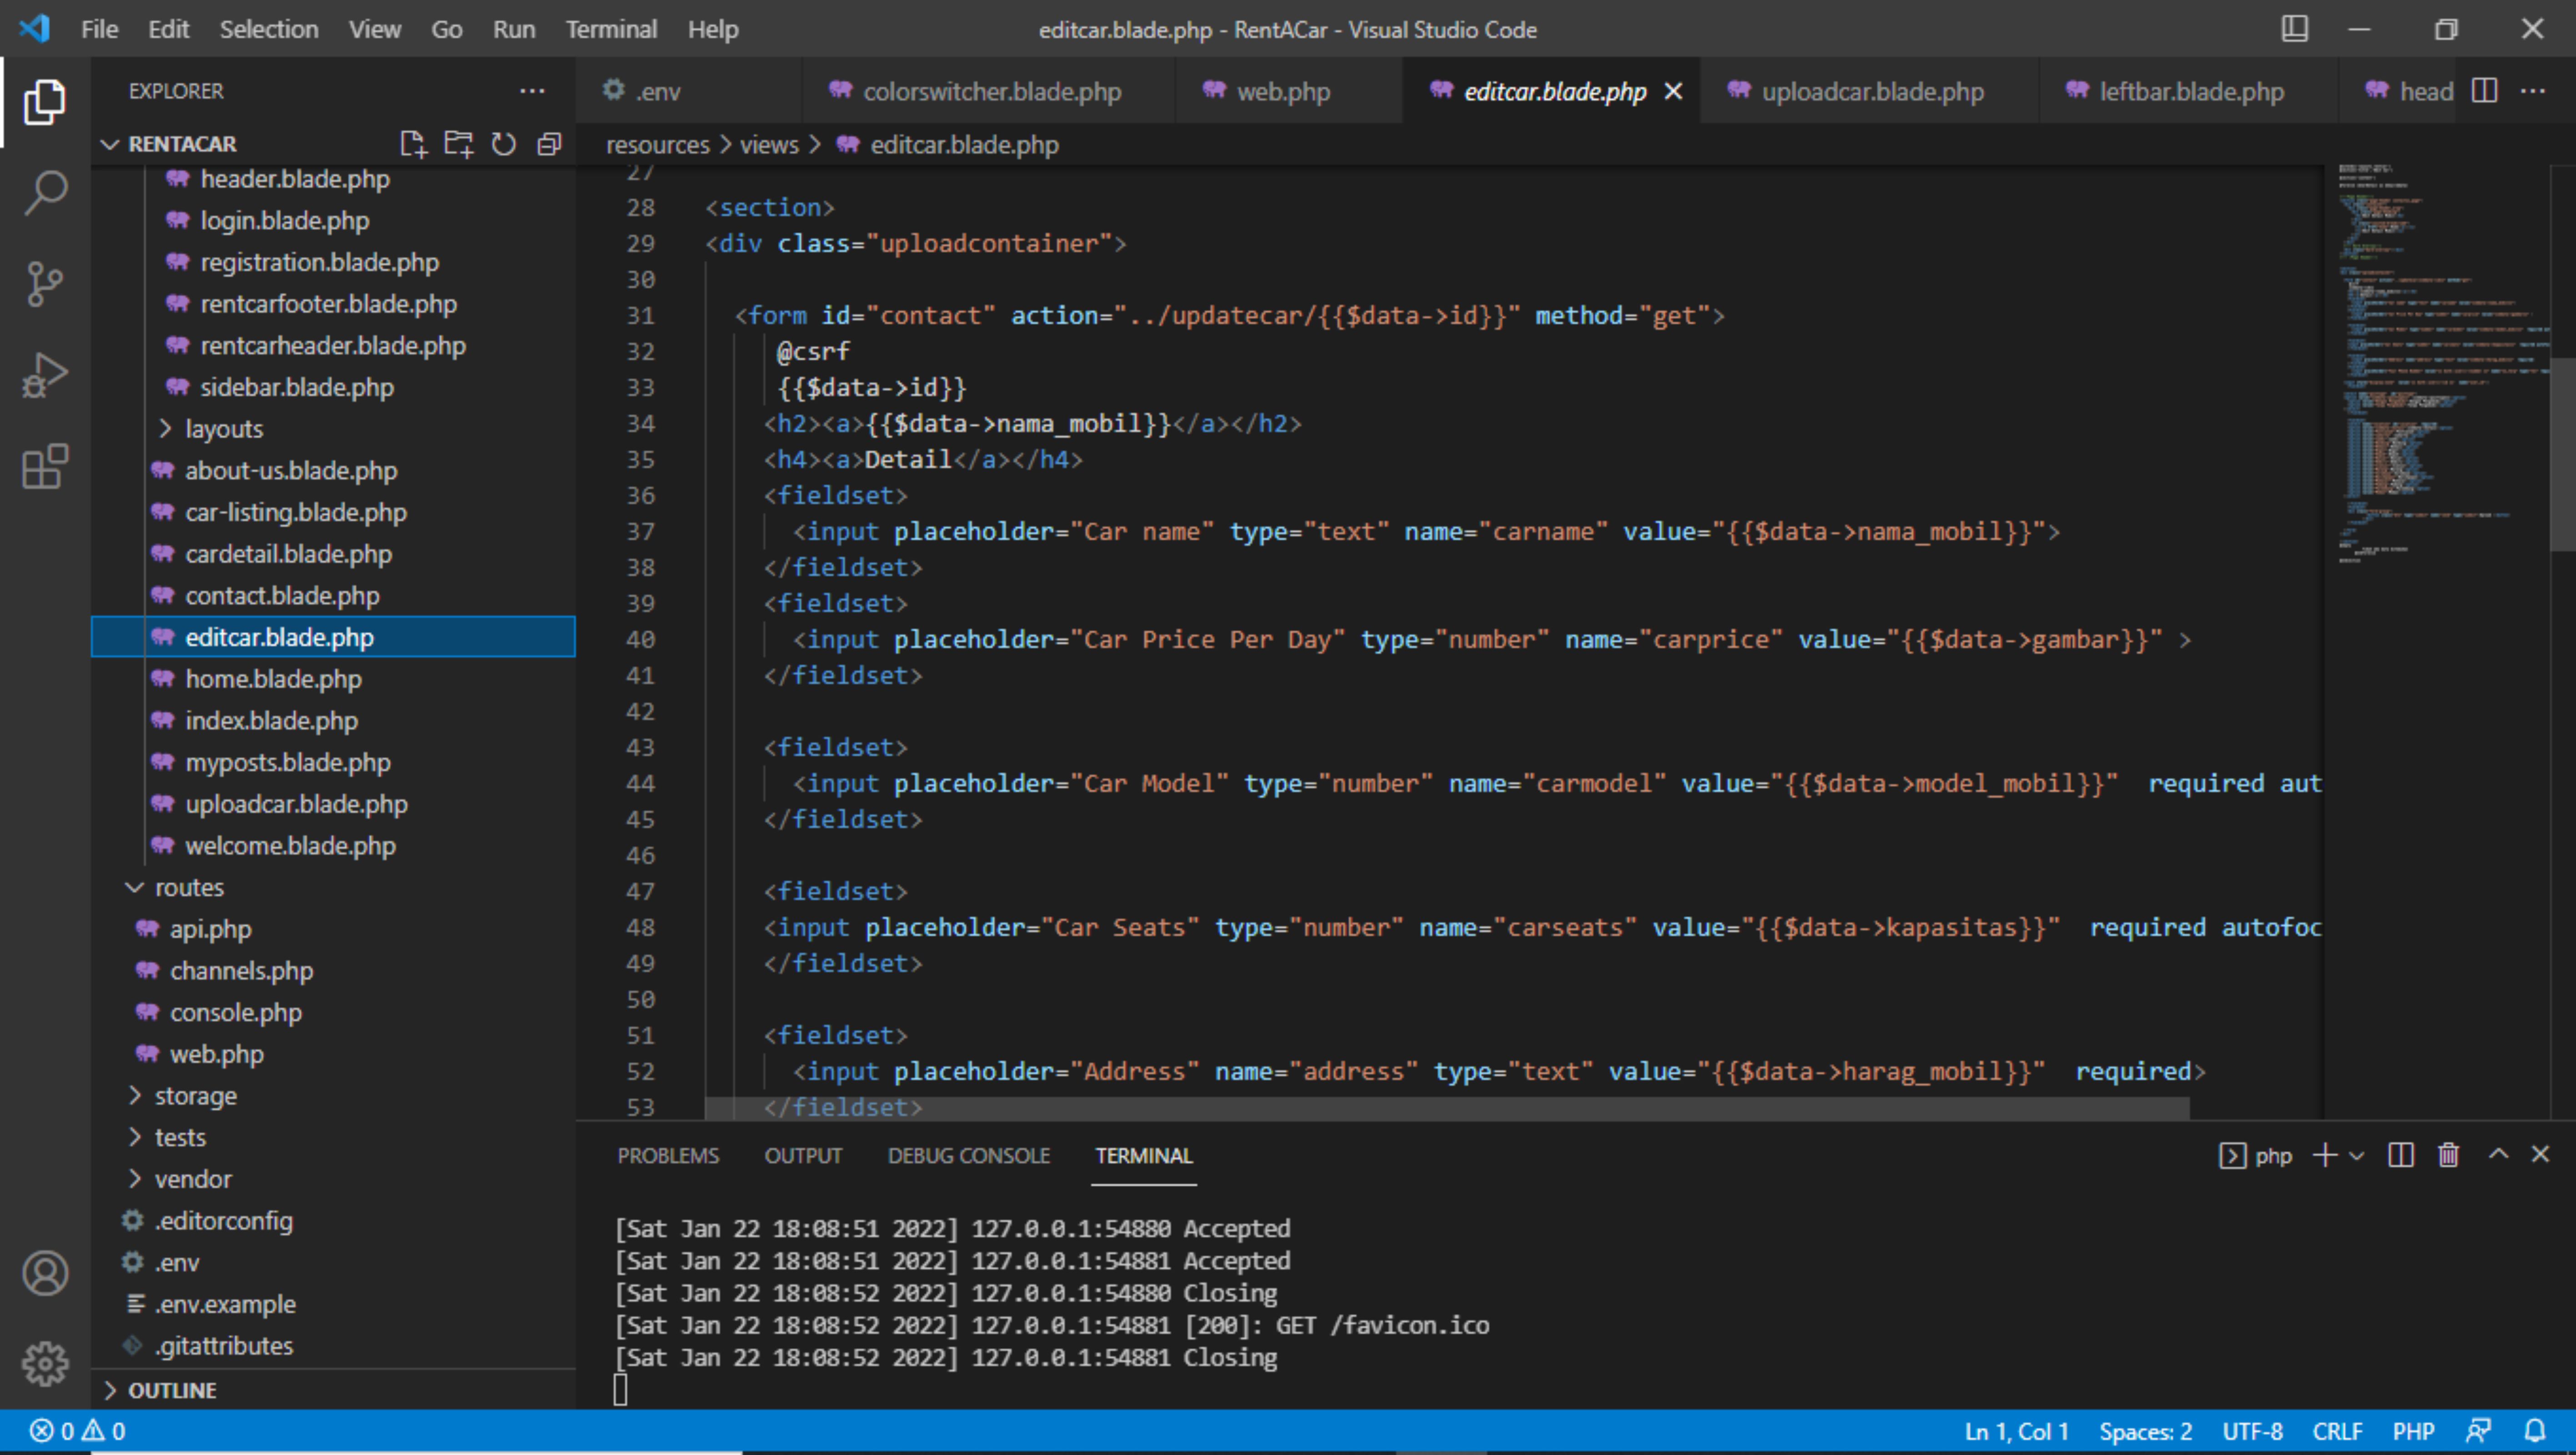 File Edit Selection View Go Run Terminal Help
editcar.blade.php - RentACar - Visual Studio Code
EXPLORER
RENTACAR
header.blade.php
login.blade.php
registration.blade.php
rentcarfooter.blade.php
rentcarheader.blade.php
sidebar.blade.php
layouts
about-us.blade.php
car-listing.blade.php
cardetail.blade.php
contact.blade.php
editcar.blade.php
home.blade.php
index.blade.php
myposts.blade.php
uploadcar.blade.php
welcome.blade.php
routes
api.php
channels.php
console.php
web.php
storage
tests
vendor
.editorconfig
.env
.env.example
.gitattributes
OUTLINE
.env colorswitcher.blade.php web.php editcar.blade.php uploadcar.blade.php leftbar.blade.php head
resources > views > editcar.blade.php
27
28 <section>
29 <div class="uploadcontainer">
30
31 <form id="contact" action="../updatecar/{{$data->id}}" method="get">
32 @csrf
33 {{$data->id}}
34 <h2><a>{{$data->nama_mobil}}</a></h2>
35 <h4><a>Detail</a></h4>
36 <fieldset>
37 <input placeholder="Car name" type="text" name="carname" value="{{$data->nama_mobil}}">
38 </fieldset>
39 <fieldset>
40 <input placeholder="Car Price Per Day" type="number" name="carprice" value="{{$data->gambar}}" >
41 </fieldset>
42
43 <fieldset>
44 <input placeholder="Car Model" type="number" name="carmodel" value="{{$data->model_mobil}}" required aut
45 </fieldset>
46
47 <fieldset>
48 <input placeholder="Car Seats" type="number" name="carseats" value="{{$data->kapasitas}}" required autofoc
49 </fieldset>
50
51 <fieldset>
52 <input placeholder="Address" name="address" type="text" value="{{$data->harag_mobil}}" required>
53 </fieldset>
PROBLEMS OUTPUT DEBUG CONSOLE TERMINAL
php
[Sat Jan 22 18:08:51 2022] 127.0.0.1:54880 Accepted
[Sat Jan 22 18:08:51 2022] 127.0.0.1:54881 Accepted
[Sat Jan 22 18:08:52 2022] 127.0.0.1:54880 Closing
[Sat Jan 22 18:08:52 2022] 127.0.0.1:54881 [200]: GET /favicon.ico
[Sat Jan 22 18:08:52 2022] 127.0.0.1:54881 Closing
0 0
Ln 1, Col 1 Spaces: 2 UTF-8 CRLF PHP